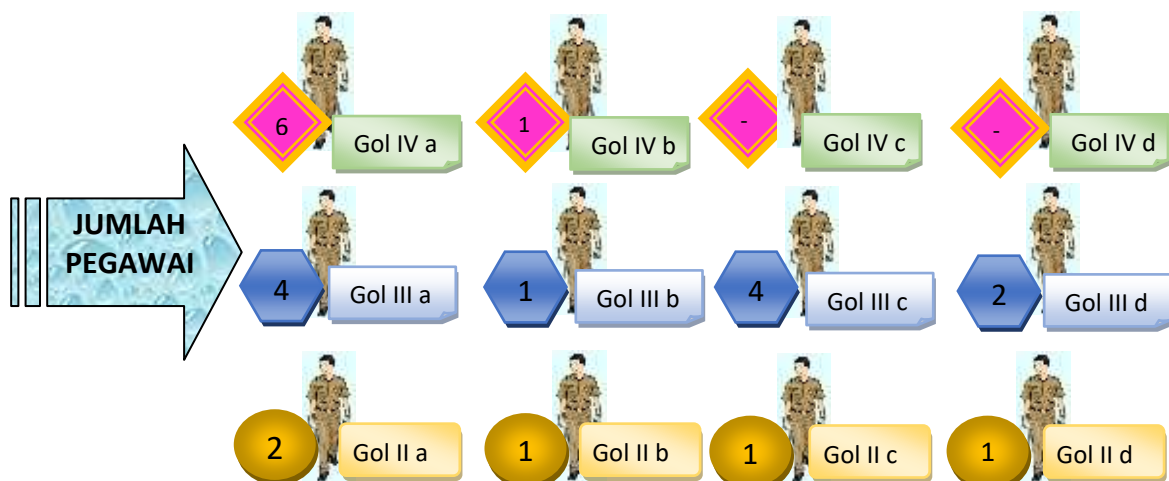 6
Gol IV a
1
Gol IV b
-
Gol IV c
-
Gol IV d
JUMLAH
PEGAWAI
4
Gol III a
1
Gol III b
4
Gol III c
2
Gol III d
2
Gol II a
1
Gol II b
1
Gol II c
1
Gol II d